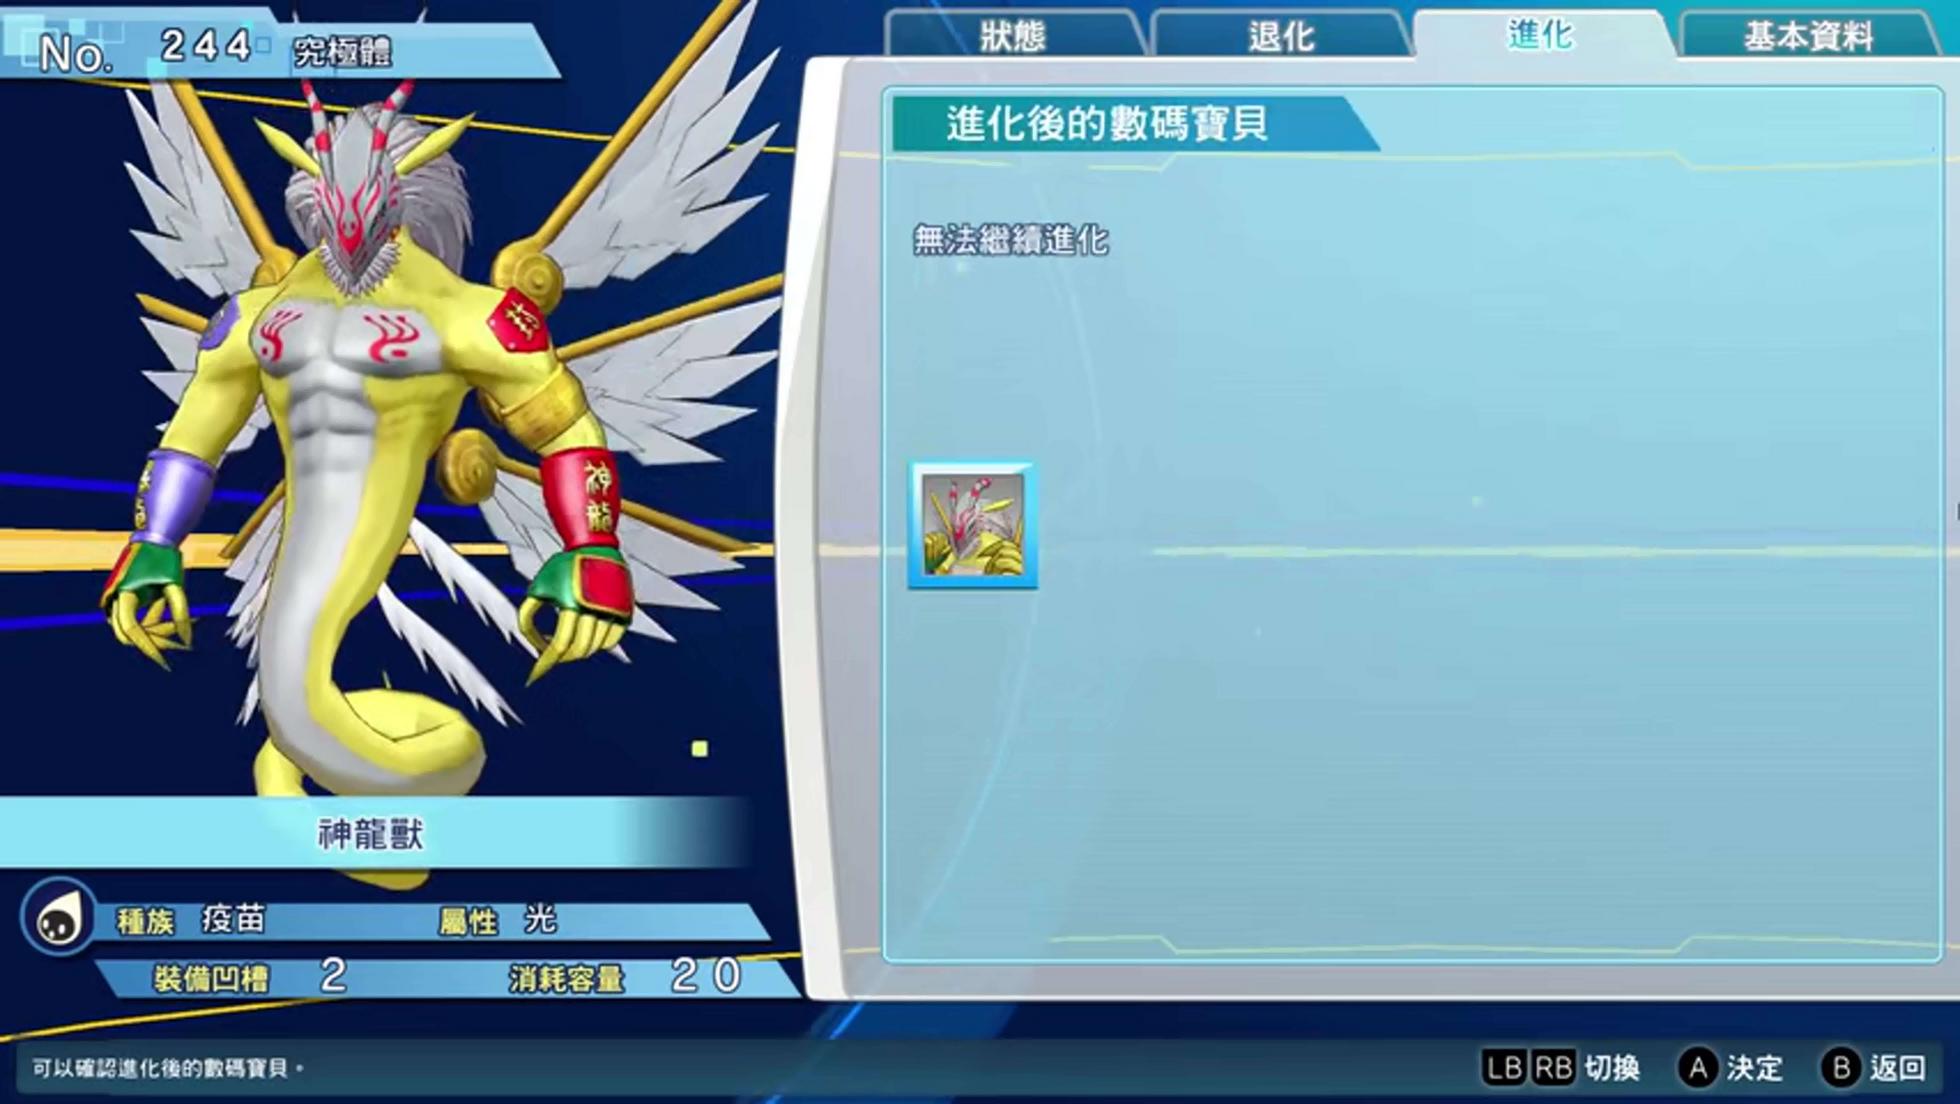 No. 244 究極體
狀態 退化 進化 基本資料
進化後的數碼寶貝
無法繼續進化
神龍
神龍獸
種族 疫苗 屬性 光
裝備凹槽 2 消耗容量 20
可以確認進化後的數碼寶貝。
LB RB 切換 A 決定 B 返回